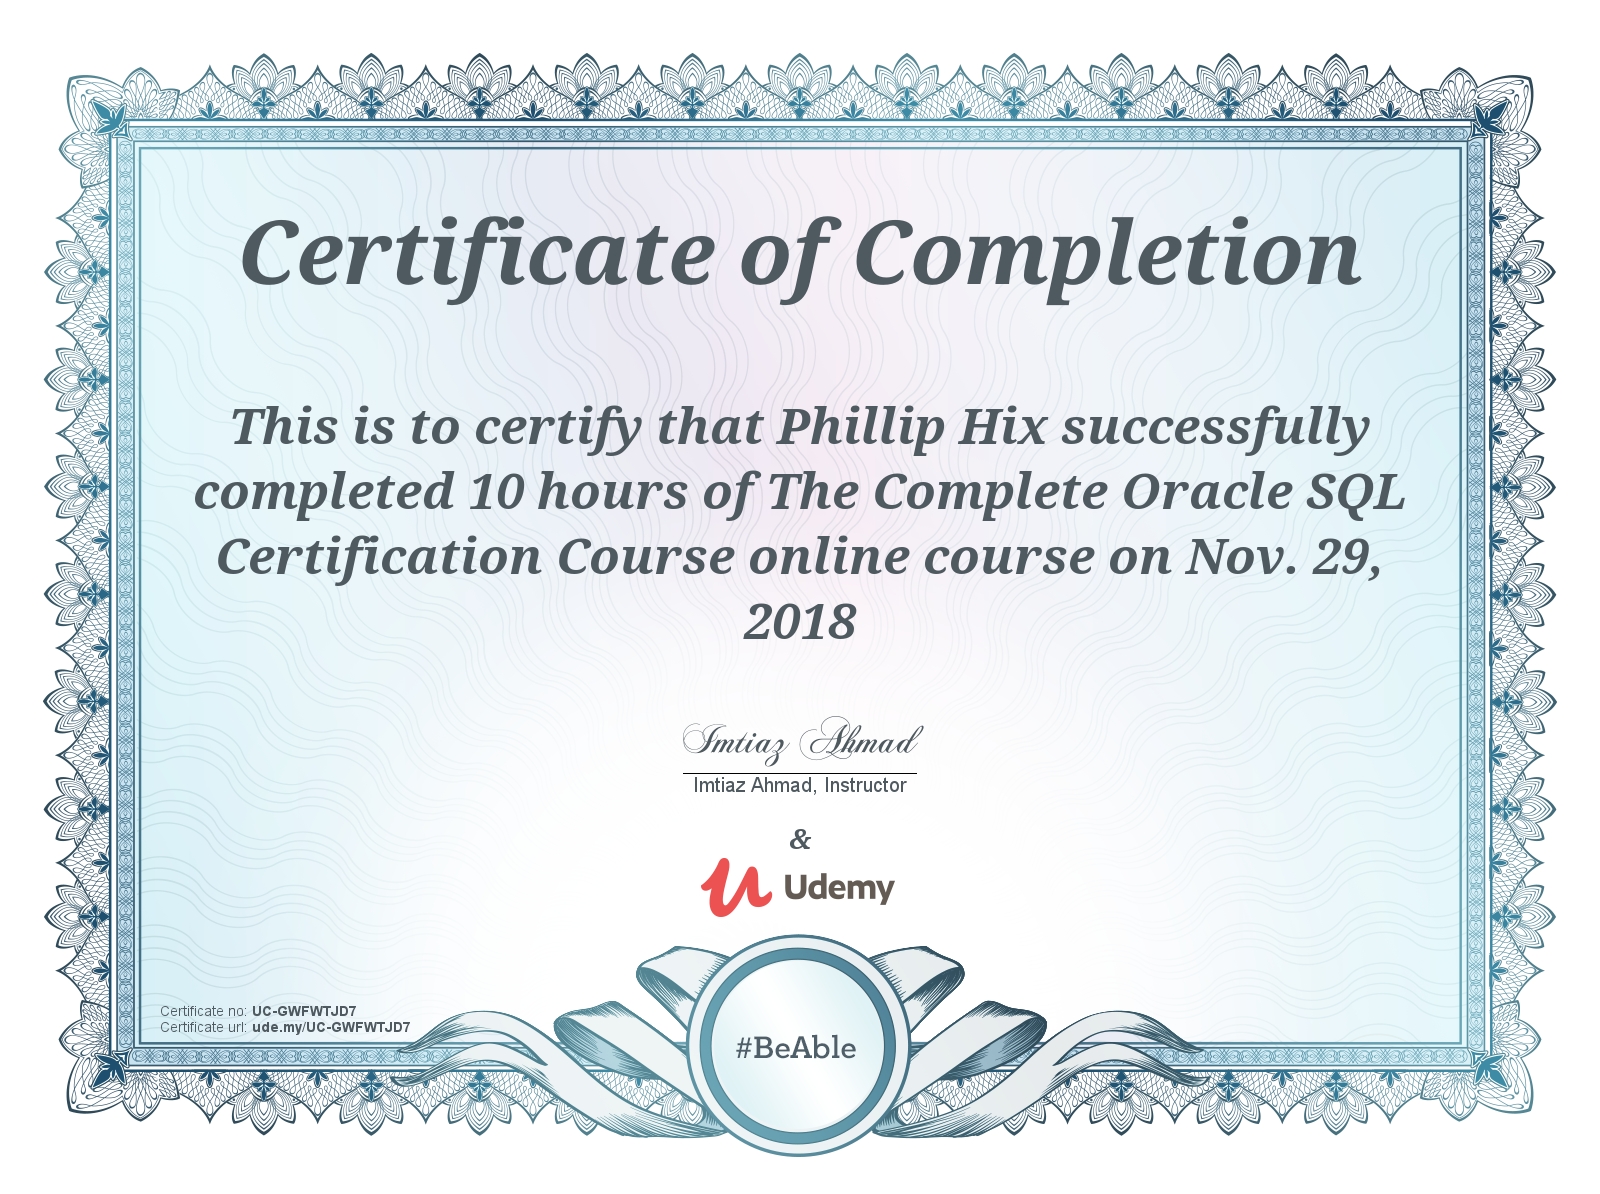 Certificate of Completion
This is to certify that Phillip Hix successfully
completed 10 hours of The Complete Oracle SQL
Certification Course online course on Nov. 29,
2018
Imtiaz Ahmad
Imtiaz Ahmad, Instructor
&
Udemy
Certificate no: UC-GWFWTJD7
Certificate url: ude.my/UC-GWFWTJD7
#BeAble